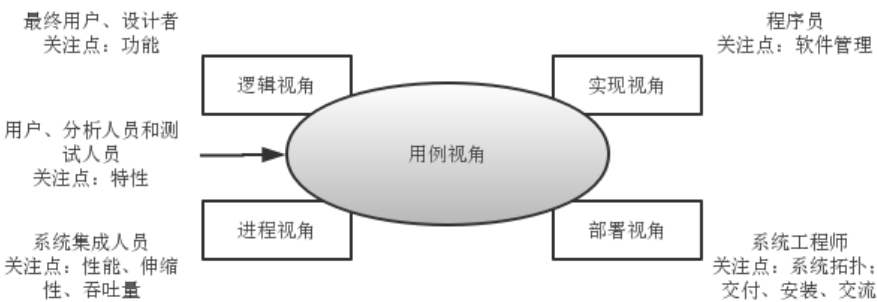 最终用户、设计者
关注点：功能
程序员
关注点：软件管理
逻辑视角
实现视角
用户、分析人员和测
试人员
关注点：特性
用例视角
进程视角
部署视角
系统集成人员
关注点：性能、伸缩
性、吞吐量
系统工程师
关注点：系统拓扑；
交付、安装、交流